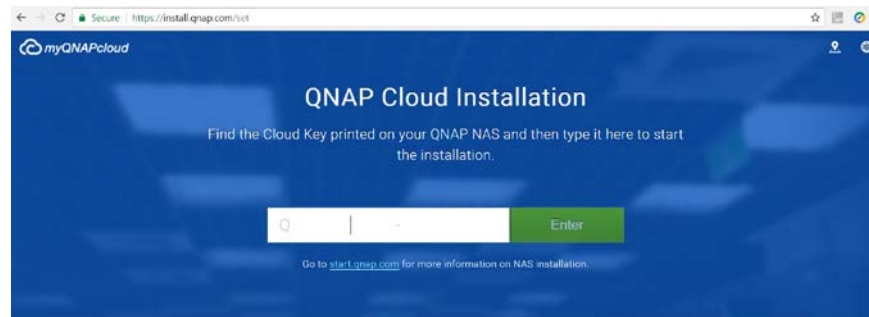 Secure https://install.qnap.com/set
myQNAPcloud
QNAP Cloud Installation
Find the Cloud Key printed on your QNAP NAS and then type it here to start
the installation.
Q -
Enter
Go to start.qnap.com for more information on NAS installation.